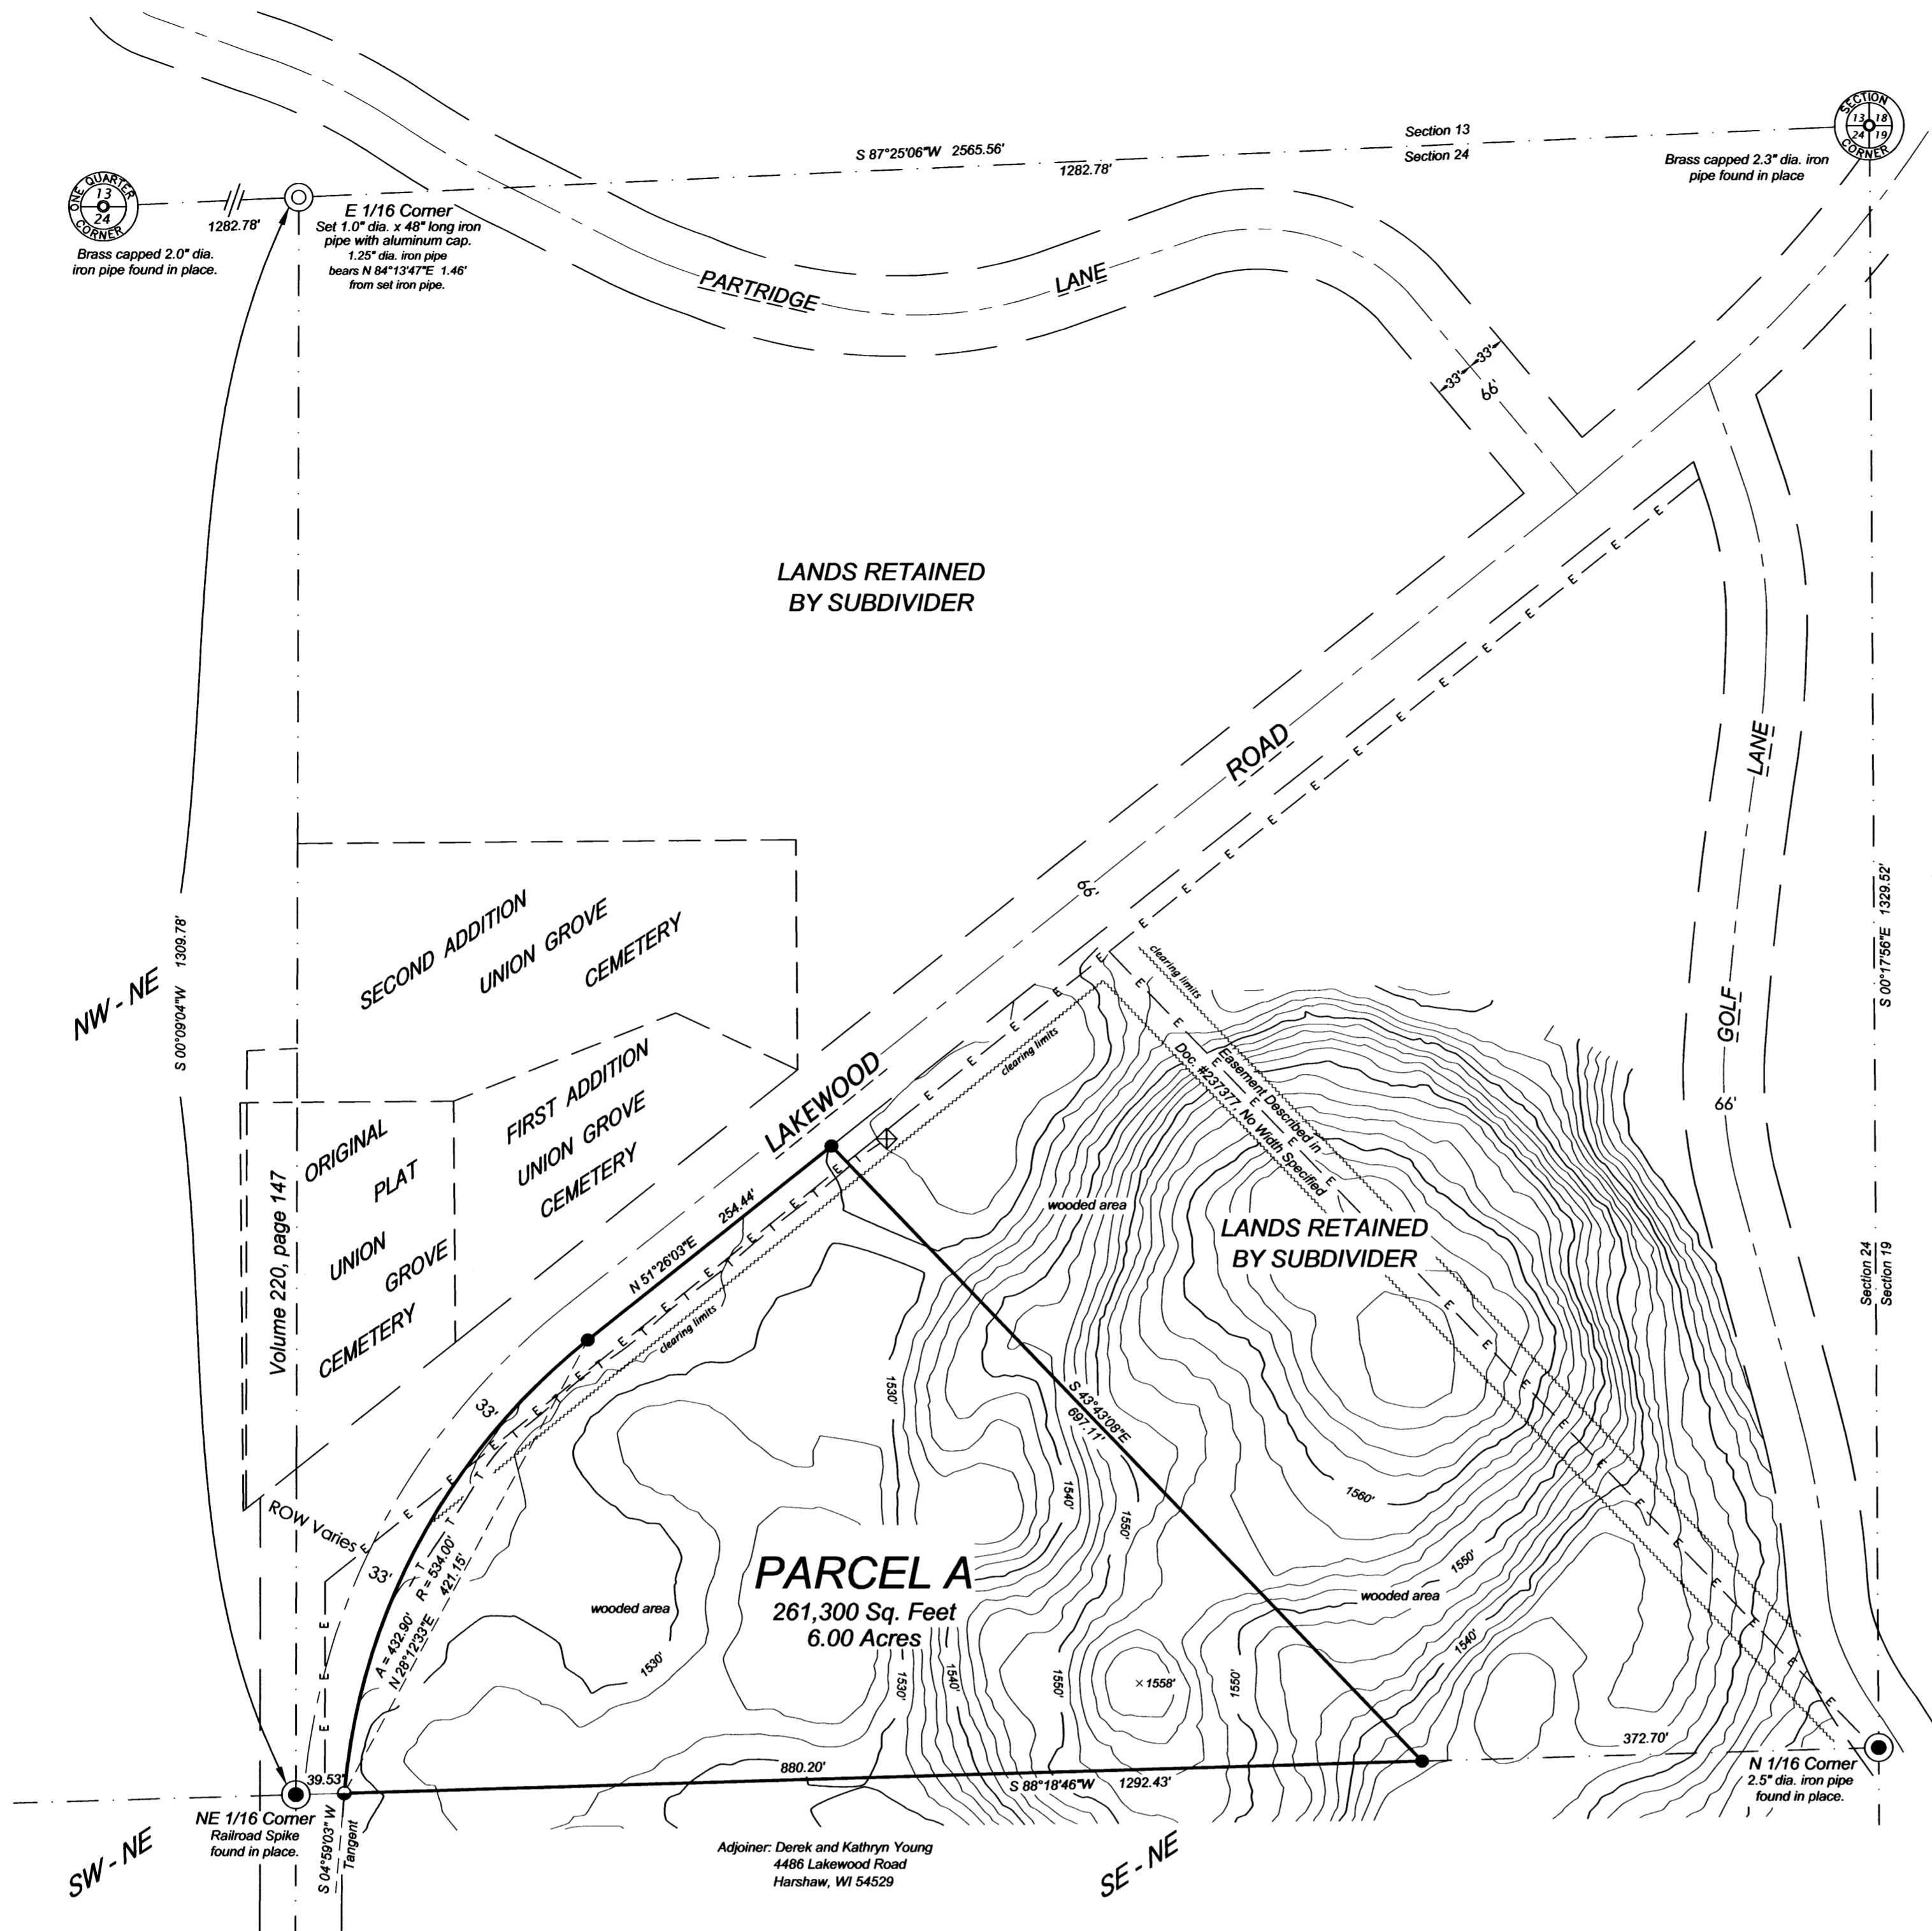 SECTION
13 18
24 19
CORNER
Brass capped 2.3" dia. iron
pipe found in place
Section 13
Section 24
S 87°25'06"W 2565.56'
1282.78'
ONE QUARTER
13
24
CORNER
Brass capped 2.0" dia.
iron pipe found in place.
1282.78'
E 1/16 Corner
Set 1.0" dia. x 48" long iron
pipe with aluminum cap.
1.25" dia. iron pipe
bears N 84°13'47"E 1.46'
from set iron pipe.
PARTRIDGE
LANE
33'
33'
66'
LANDS RETAINED
BY SUBDIVIDER
ROAD
LANE
66'
SECOND ADDITION
UNION GROVE
CEMETERY
S 00°17'56"E 1329.52'
NW - NE
S 00°09'04"W 1309.78'
GOLF
66'
clearing limits
clearing limits
Easement Described in
Doc. #237377. No Width Specified
FIRST ADDITION
UNION GROVE
CEMETERY
LAKEWOOD
ORIGINAL
PLAT
UNION
GROVE
CEMETERY
Volume 220, page 147
254.44'
N 51°26'03"E
wooded area
LANDS RETAINED
BY SUBDIVIDER
Section 24
Section 19
clearing limits
33'
1530'
S 43°43'08"E
697.11'
1540'
1550'
1560'
ROW Varies
33'
R = 534.00'
A = 432.90'
421.15'
N 28°12'33"E
PARCEL A
261,300 Sq. Feet
6.00 Acres
wooded area
1530'
1550'
wooded area
1540'
1530'
1540'
1550'
1558'
1550'
39.53'
880.20'
S 88°18'46"W 1292.43'
372.70'
N 1/16 Corner
2.5" dia. iron pipe
found in place.
NE 1/16 Corner
Railroad Spike
found in place.
S 04°59'03" W
Tangent
SW - NE
Adjoiner: Derek and Kathryn Young
4486 Lakewood Road
Harshaw, WI 54529
SE - NE